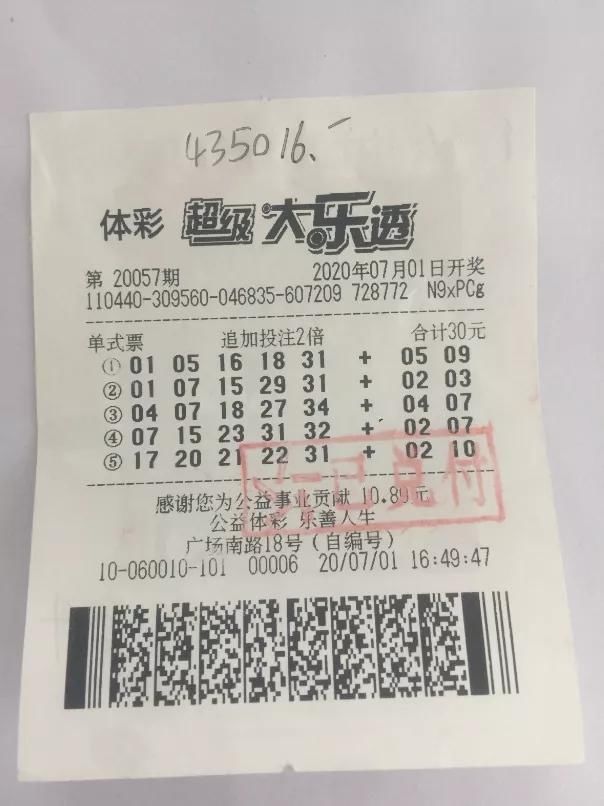 435016.-
体彩 超级大乐透
第 20057期 2020年07月01日开奖
110440-309560-046835-607209 728772 N9xPCg
单式票 追加投注2倍 合计30元
① 01 05 16 18 31 + 05 09
② 01 07 15 29 31 + 02 03
③ 04 07 18 27 34 + 04 07
④ 07 15 23 31 32 + 02 07
⑤ 17 20 21 22 31 + 02 10
已兑付
感谢您为公益事业贡献 10.89元
公益体彩 乐善人生
广场南路18号(自编号)
10-060010-101 00006 20/07/01 16:49:47